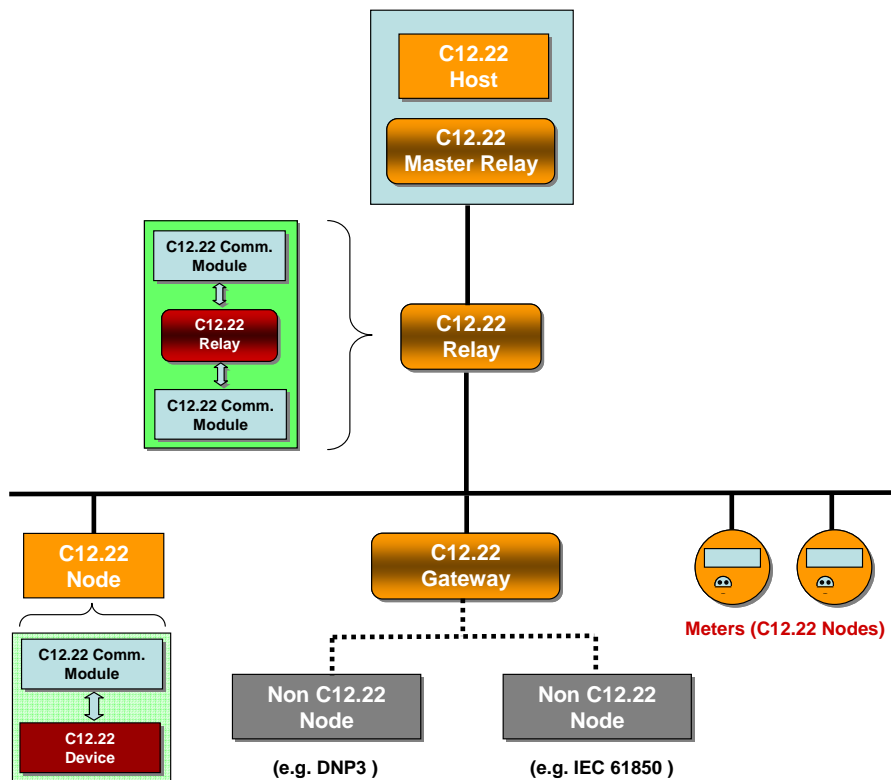 C12.22
Host
C12.22
Master Relay
C12.22 Comm.
Module
C12.22
Relay
C12.22 Comm.
Module
C12.22
Relay
C12.22
Node
C12.22
Gateway
Meters (C12.22 Nodes)
C12.22 Comm.
Module
C12.22
Device
Non C12.22
Node
Non C12.22
Node
(e.g. DNP3 )
(e.g. IEC 61850 )